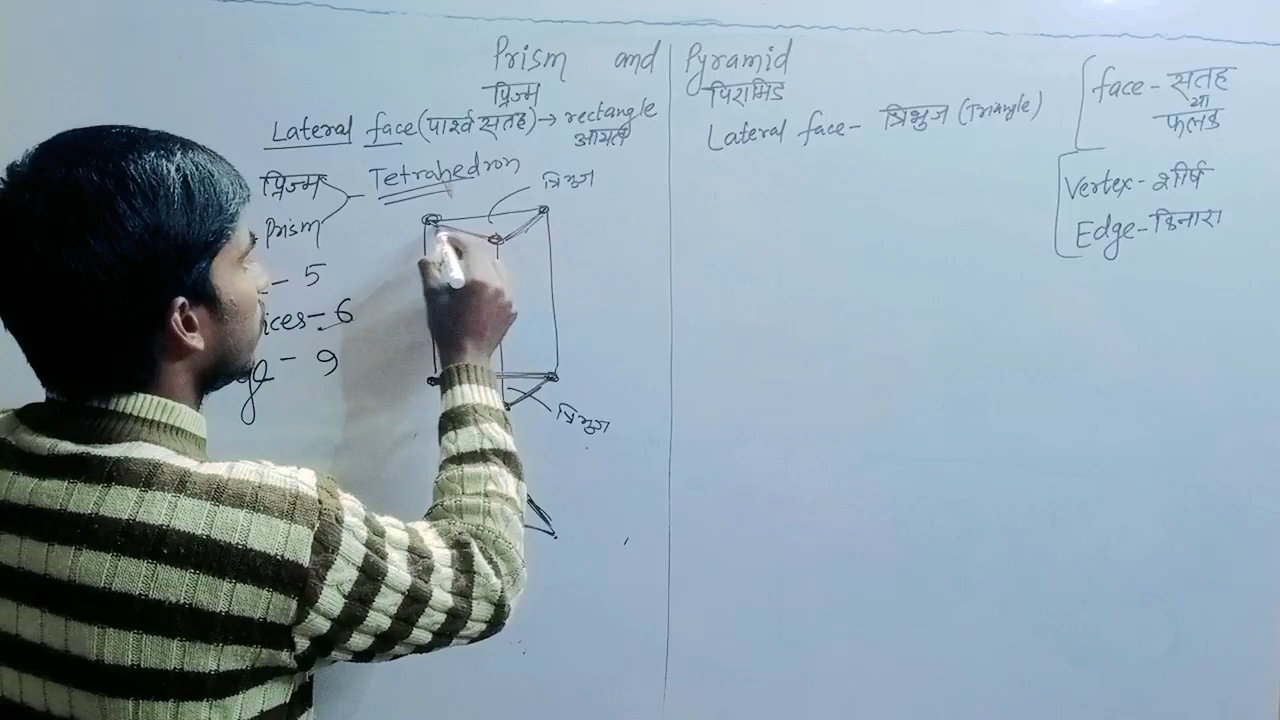 Prism and Pyramid
प्रिज्म पिरामिड
Lateral face (पार्श्व सतह) → rectangle
आयत
प्रिज्म
Prism
Tetrahedron
त्रिभुज
- 5
ices - 6
- 9
त्रिभुज
Lateral face - त्रिभुज (Triangle)
face - सतह
या
फलक
Vertex - शीर्ष
Edge - किनारा